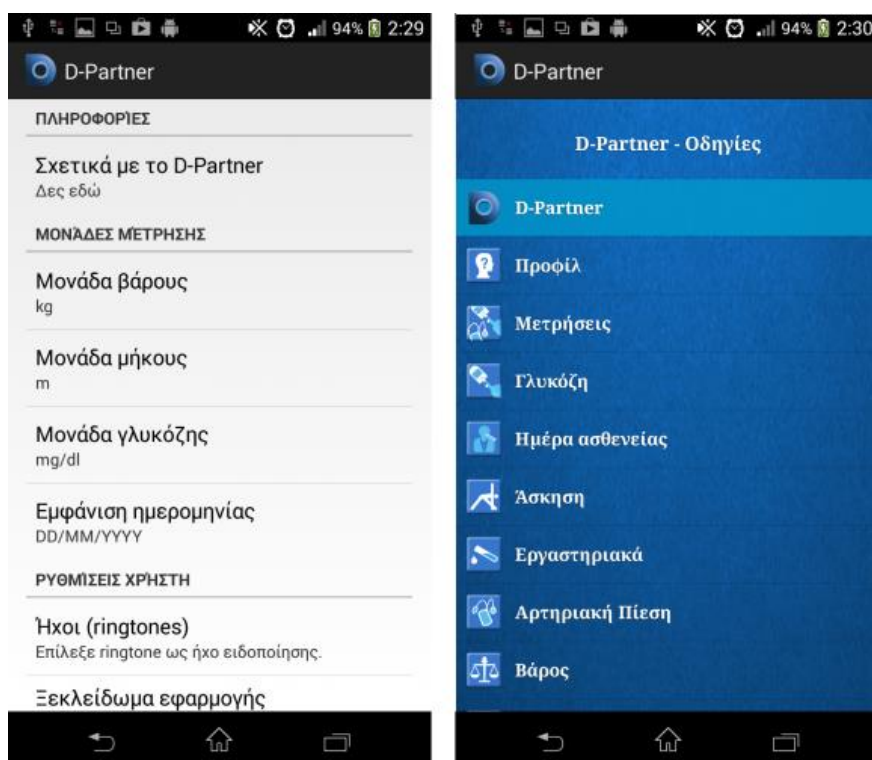 94% 2:29
D-Partner
ΠΛΗΡΟΦΟΡΊΕΣ
Σχετικά με το D-Partner
Δες εδώ
ΜΟΝΆΔΕΣ ΜΈΤΡΗΣΗΣ
Μονάδα βάρους
kg
Μονάδα μήκους
m
Μονάδα γλυκόζης
mg/dl
Εμφάνιση ημερομηνίας
DD/MM/YYYY
ΡΥΘΜΊΣΕΙΣ ΧΡΉΣΤΗ
Ήχοι (ringtones)
Επίλεξε ringtone ως ήχο ειδοποίησης.
Ξεκλείδωμα εφαρμογής
94% 2:30
D-Partner
D-Partner - Οδηγίες
D-Partner
Προφίλ
Μετρήσεις
Γλυκόζη
Ημέρα ασθενείας
Άσκηση
Εργαστηριακά
Αρτηριακή Πίεση
Βάρος